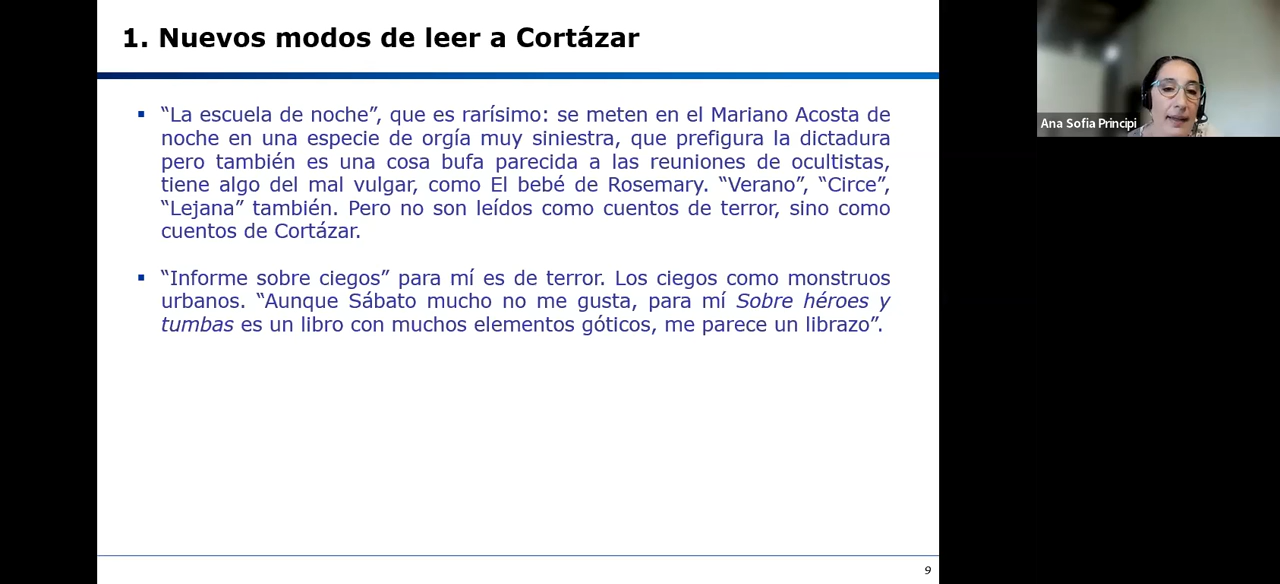 1. Nuevos modos de leer a Cortázar
▪ “La escuela de noche”, que es rarísimo: se meten en el Mariano Acosta de
noche en una especie de orgía muy siniestra, que prefigura la dictadura
pero también es una cosa bufa parecida a las reuniones de ocultistas,
tiene algo del mal vulgar, como El bebé de Rosemary. “Verano”, “Circe”,
“Lejana” también. Pero no son leídos como cuentos de terror, sino como
cuentos de Cortázar.
▪ “Informe sobre ciegos” para mí es de terror. Los ciegos como monstruos
urbanos. “Aunque Sábato mucho no me gusta, para mí Sobre héroes y
tumbas es un libro con muchos elementos góticos, me parece un librazo”.
9
Ana Sofia Principi